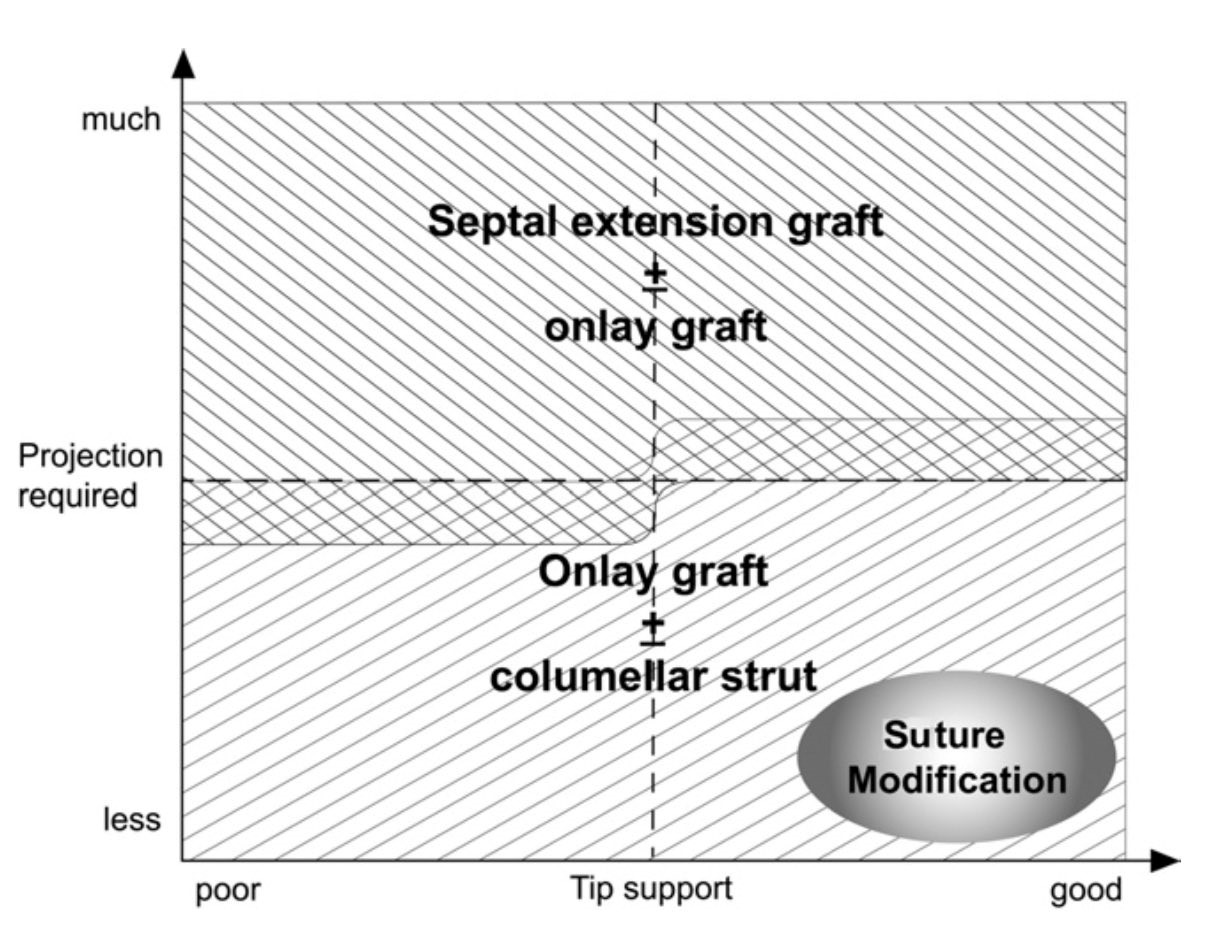 much
Septal extension graft
±
onlay graft
Projection
required
Onlay graft
±
columellar strut
Suture
Modification
less
poor
Tip support
good